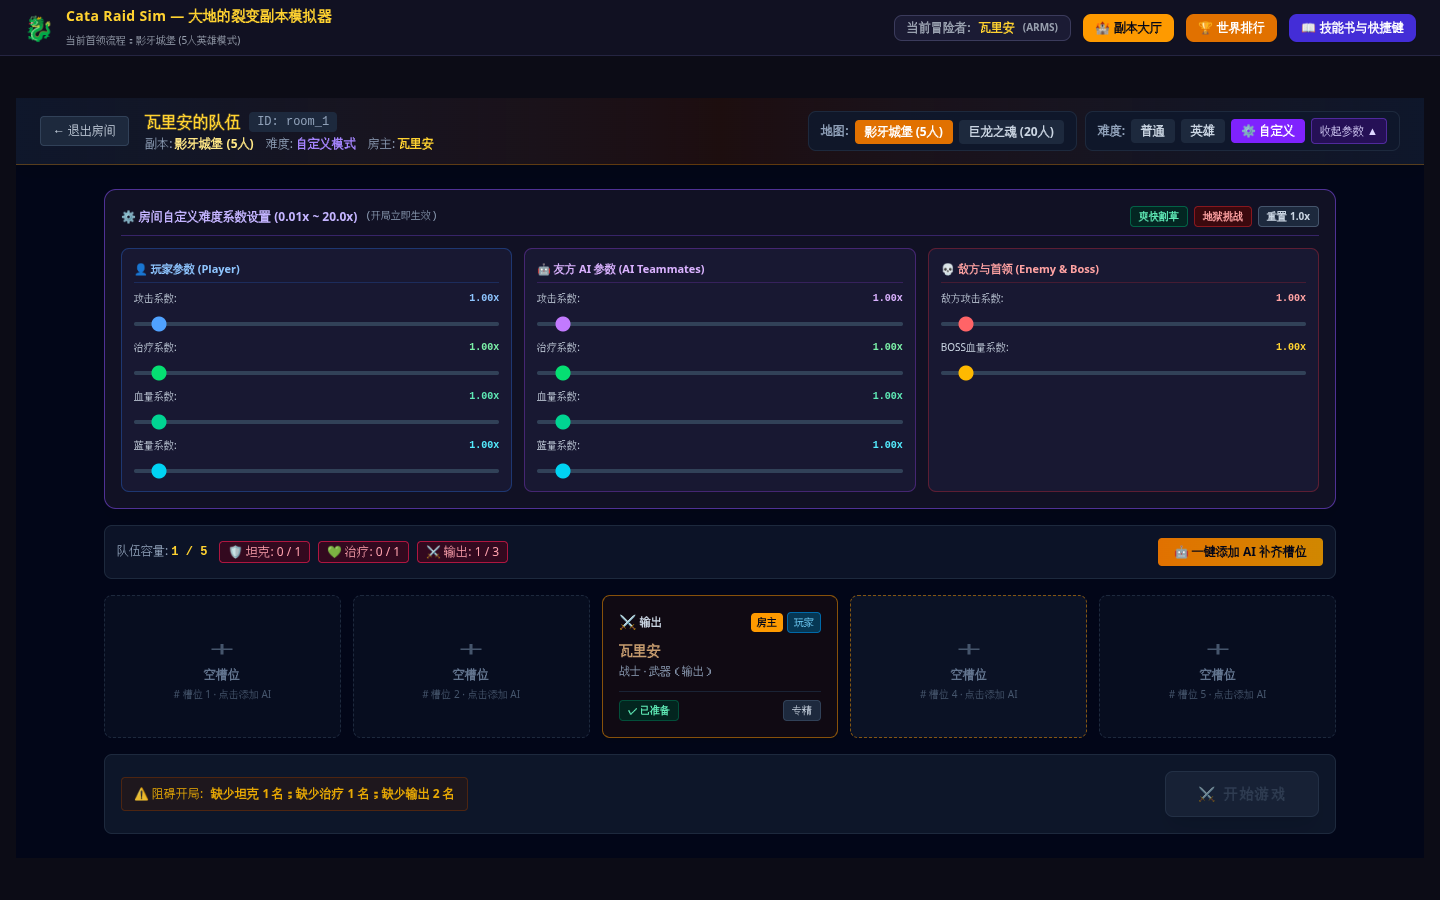 Cata Raid Sim — 大地的裂变副本模拟器
当前首领流程：影牙城堡 (5人英雄模式)
当前冒险者: 瓦里安 (ARMS)
副本大厅
世界排行
技能书与快捷键
← 退出房间
瓦里安的队伍 ID: room_1
副本: 影牙城堡 (5人) 难度: 自定义模式 房主: 瓦里安
地图: 影牙城堡 (5人) 巨龙之魂 (20人)
难度: 普通 英雄 自定义 收起参数 ▲
房间自定义难度系数设置 (0.01x ~ 20.0x) (开局立即生效)
爽快割草 地狱挑战 重置 1.0x
玩家参数 (Player)
攻击系数: 1.00x
治疗系数: 1.00x
血量系数: 1.00x
蓝量系数: 1.00x
友方 AI 参数 (AI Teammates)
攻击系数: 1.00x
治疗系数: 1.00x
血量系数: 1.00x
蓝量系数: 1.00x
敌方与首领 (Enemy & Boss)
敌方攻击系数: 1.00x
BOSS血量系数: 1.00x
队伍容量: 1 / 5 坦克: 0 / 1 治疗: 0 / 1 输出: 1 / 3
一键添加 AI 补齐槽位
空槽位
# 槽位 1 · 点击添加 AI
空槽位
# 槽位 2 · 点击添加 AI
输出 房主 玩家
瓦里安
战士 · 武器（输出）
✓ 已准备 专精
空槽位
# 槽位 4 · 点击添加 AI
空槽位
# 槽位 5 · 点击添加 AI
阻碍开局: 缺少坦克 1 名；缺少治疗 1 名；缺少输出 2 名
开始游戏